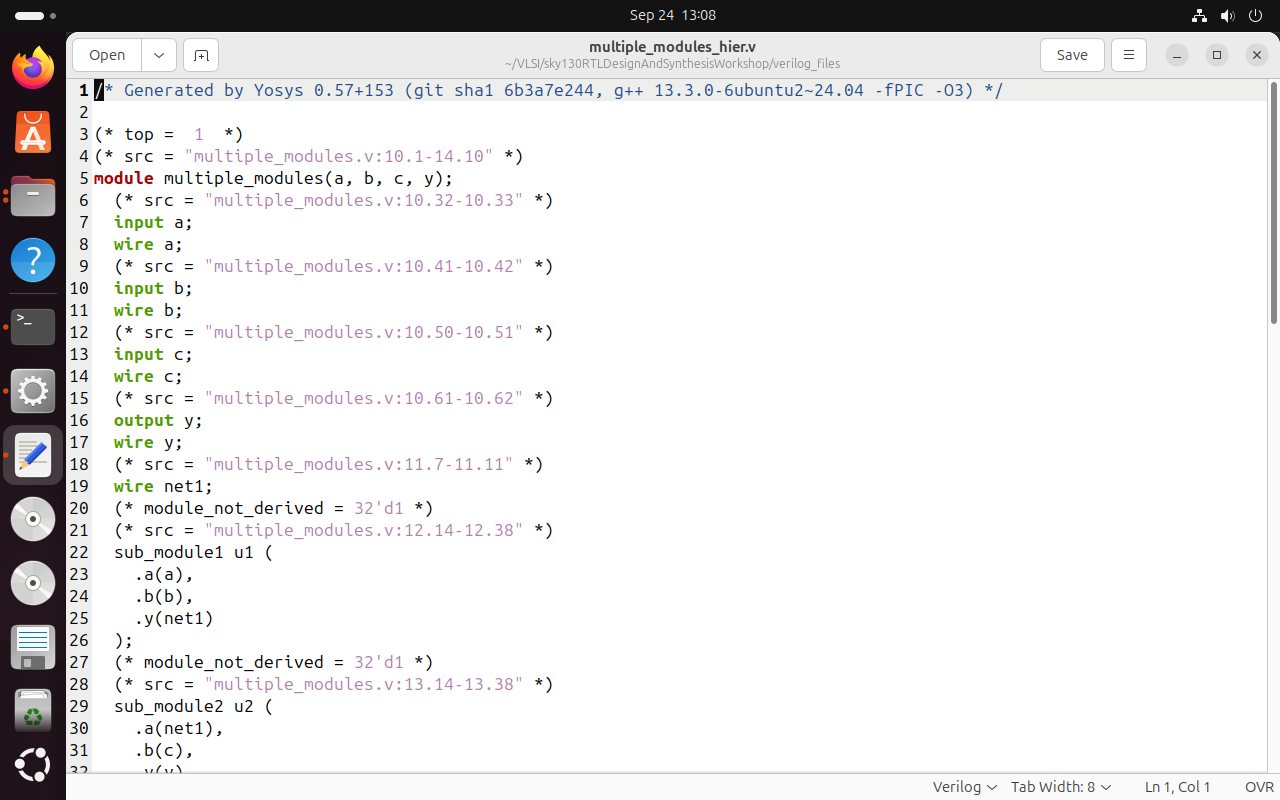 Sep 24 13:08
Open
multiple_modules_hier.v
~/VLSI/sky130RTLDesignAndSynthesisWorkshop/verilog_files
Save
1 /* Generated by Yosys 0.57+153 (git sha1 6b3a7e244, g++ 13.3.0-6ubuntu2~24.04 -fPIC -O3) */
2
3 (* top =  1  *)
4 (* src = "multiple_modules.v:10.1-14.10" *)
5 module multiple_modules(a, b, c, y);
6   (* src = "multiple_modules.v:10.32-10.33" *)
7   input a;
8   wire a;
9   (* src = "multiple_modules.v:10.41-10.42" *)
10   input b;
11   wire b;
12   (* src = "multiple_modules.v:10.50-10.51" *)
13   input c;
14   wire c;
15   (* src = "multiple_modules.v:10.61-10.62" *)
16   output y;
17   wire y;
18   (* src = "multiple_modules.v:11.7-11.11" *)
19   wire net1;
20   (* module_not_derived = 32'd1 *)
21   (* src = "multiple_modules.v:12.14-12.38" *)
22   sub_module1 u1 (
23     .a(a),
24     .b(b),
25     .y(net1)
26   );
27   (* module_not_derived = 32'd1 *)
28   (* src = "multiple_modules.v:13.14-13.38" *)
29   sub_module2 u2 (
30     .a(net1),
31     .b(c),
32     .y(y)
Verilog
Tab Width: 8
Ln 1, Col 1
OVR